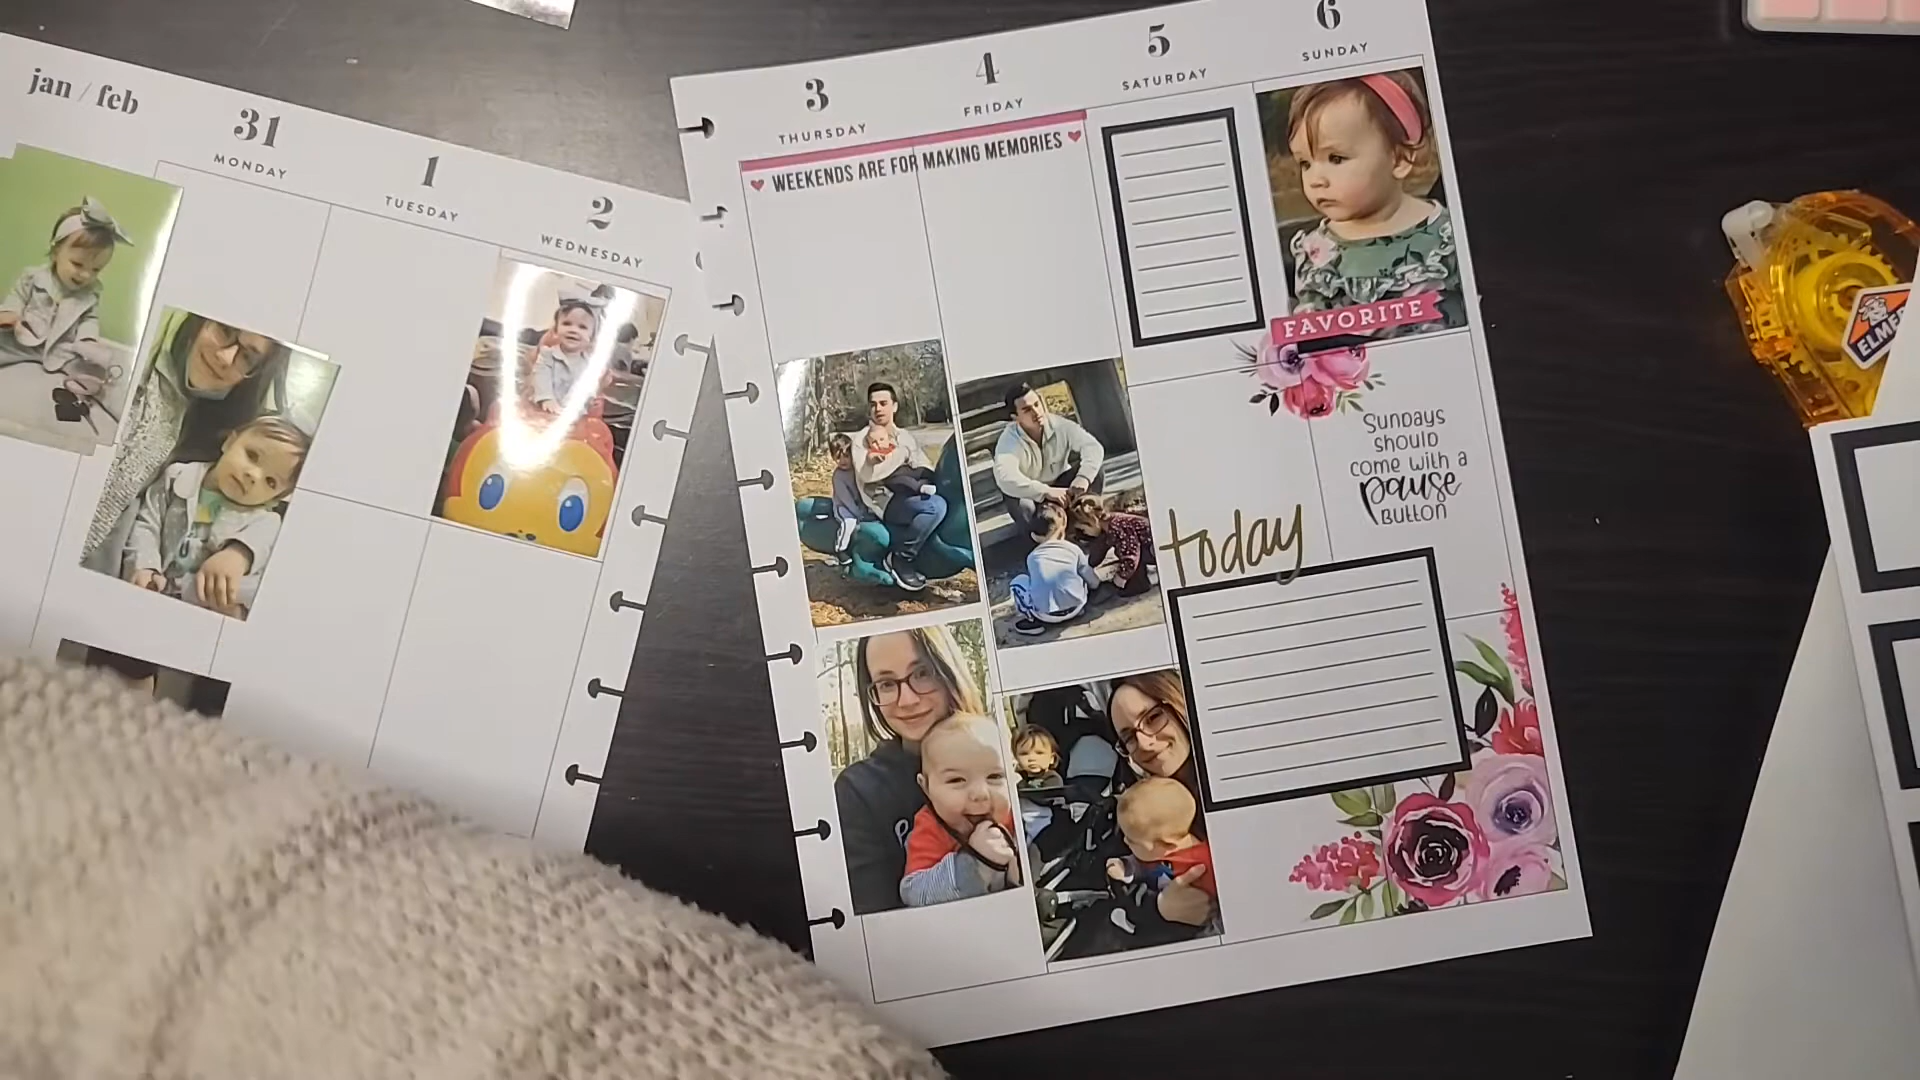 jan / feb
31
MONDAY
1
TUESDAY
2
WEDNESDAY
3
THURSDAY
4
FRIDAY
5
SATURDAY
6
SUNDAY
WEEKENDS ARE FOR MAKING MEMORIES
FAVORITE
Sundays
should
come with a
pause
button
today